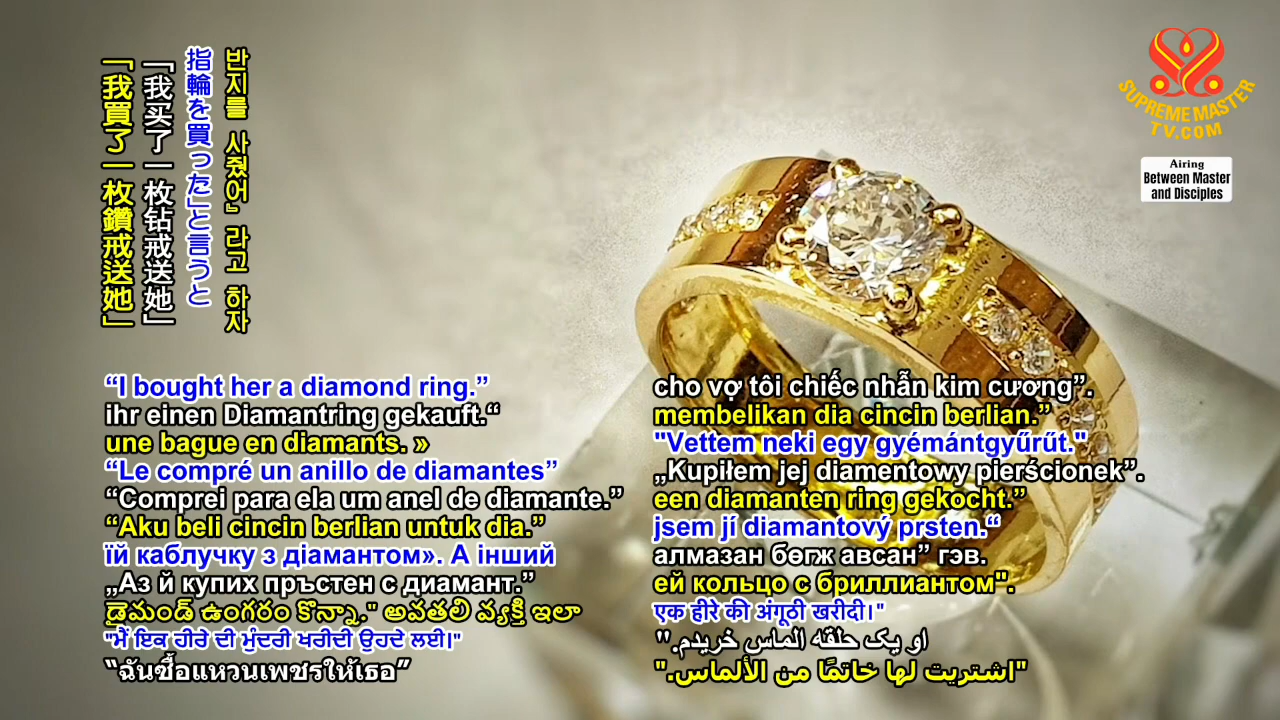 반지를 사줬어』 라고 하자
指輪を買った」と言うと
「我买了一枚钻戒送她」
「我買了一枚鑽戒送她」
SUPREME MASTER
TV.COM
Airing
Between Master
and Disciples
“I bought her a diamond ring.”
ihr einen Diamantring gekauft.“
une bague en diamants. »
“Le compré un anillo de diamantes”
“Comprei para ela um anel de diamante.”
“Aku beli cincin berlian untuk dia.”
їй каблучку з діамантом». А інший
„Аз й купих пръстен с диамант.”
డైమండ్ ఉంగరం కొన్నా." అవతలి వ్యక్తి ఇలా
"ਮੈਂ ਇਕ ਹੀਰੇ ਦੀ ਮੁੰਦਰੀ ਖਰੀਦੀ ਉਹਦੇ ਲਈ।"
“ฉันซื้อแหวนเพชรให้เธอ”
cho vợ tôi chiếc nhẫn kim cương”.
membelikan dia cincin berlian.”
"Vettem neki egy gyémántgyűrűt."
„Kupiłem jej diamentowy pierścionek”.
een diamanten ring gekocht.”
jsem jí diamantový prsten.“
алмазан бөгж авсан” гэв.
ей кольцо с бриллиантом".
एक हीरे की अंगूठी खरीदी।"
او یک حلقه الماس خریدم."
"اشتريت لها خاتمًا من الألماس."